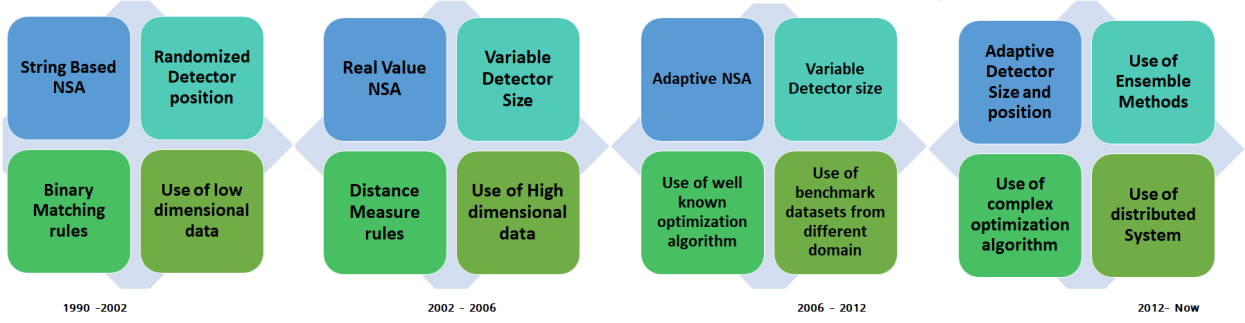 String Based
NSA
Randomized
Detector
position
Binary
Matching
rules
Use of low
dimensional
data
1990 -2002
Real Value
NSA
Variable
Detector
Size
Distance
Measure
rules
Use of High
dimensional
data
2002 - 2006
Adaptive NSA
Variable
Detector size
Use of well
known
optimization
algorithm
Use of
benchmark
datasets from
different
domain
2006 - 2012
Adaptive
Detector
Size and
position
Use of
Ensemble
Methods
Use of
complex
optimization
algorithm
Use of
distributed
System
2012- Now